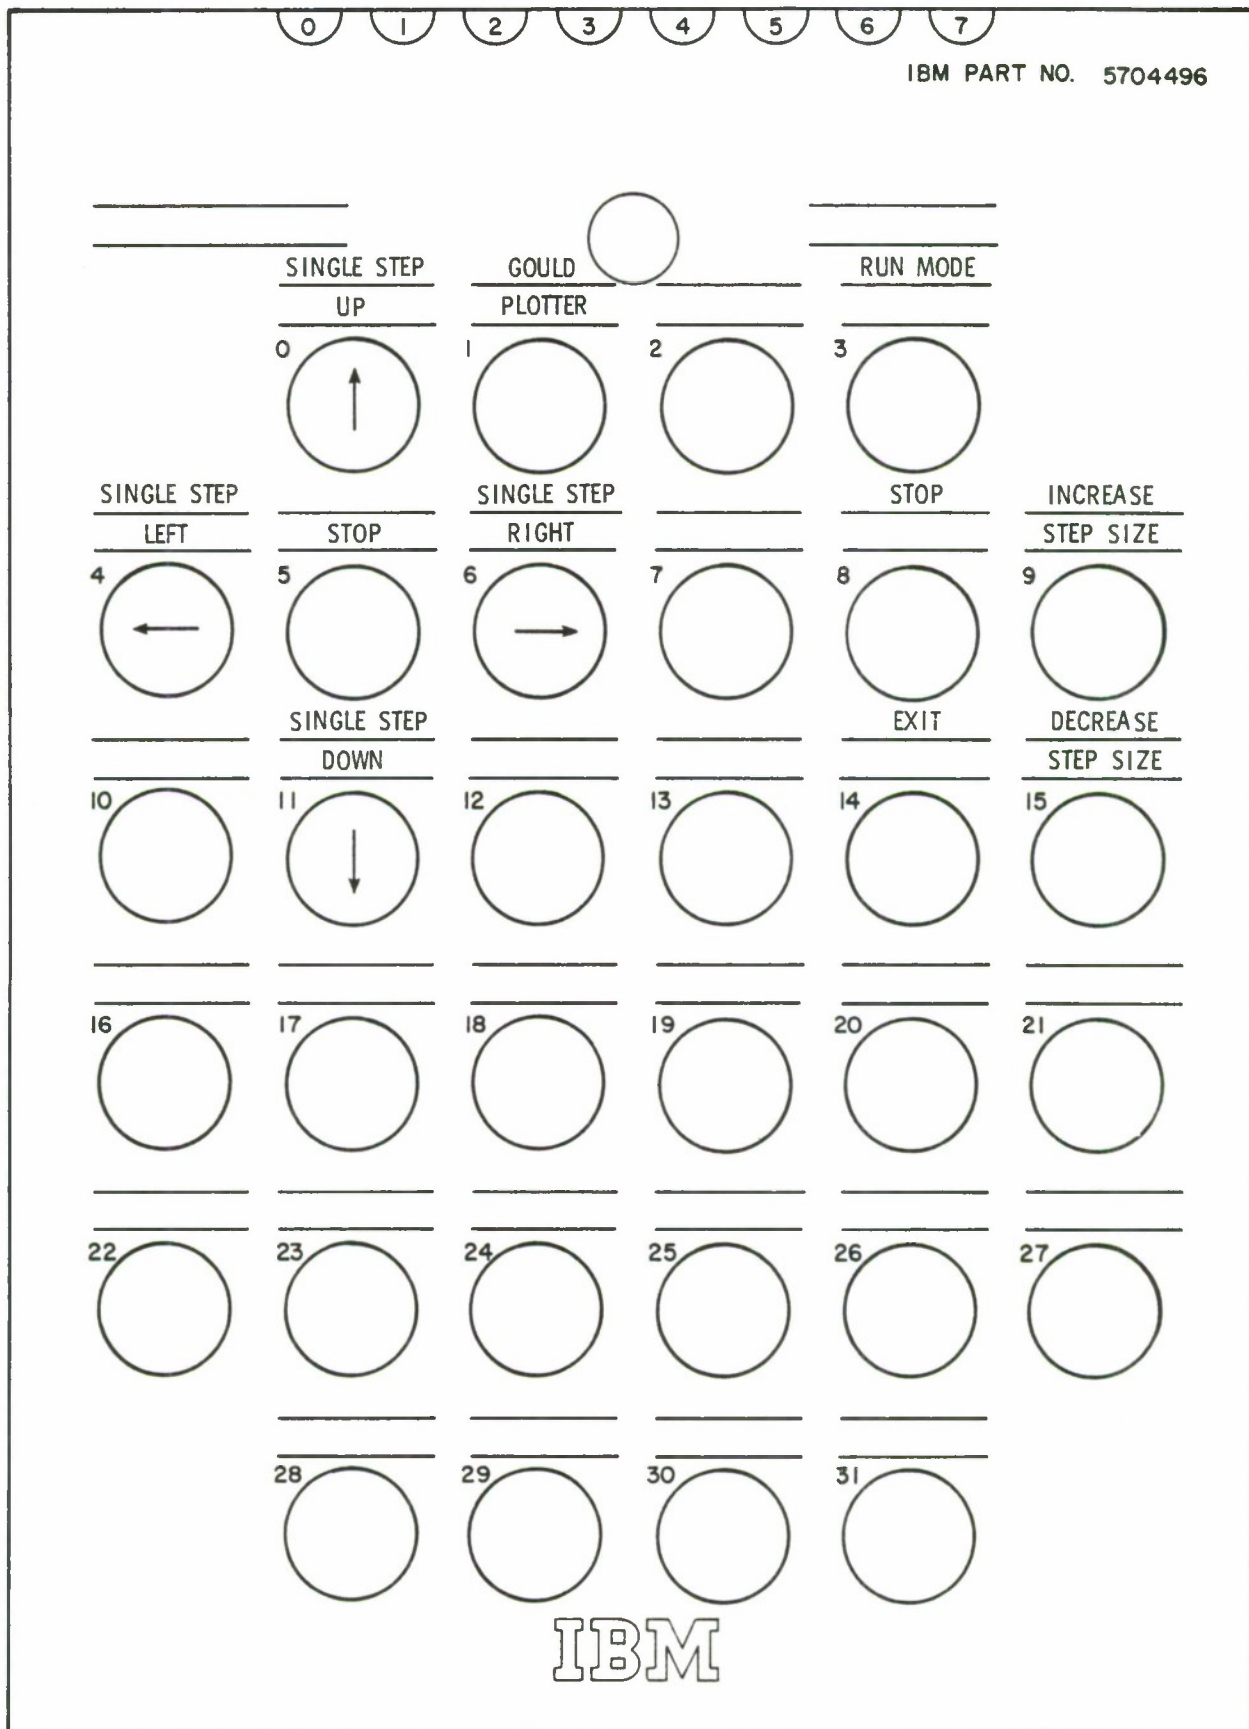 0 1 2 3 4 5 6 7
IBM PART NO. 5704496
SINGLE STEP GOULD RUN MODE
UP PLOTTER
0 1 2 3
SINGLE STEP SINGLE STEP STOP INCREASE
LEFT STOP RIGHT STEP SIZE
4 5 6 7 8 9
SINGLE STEP EXIT DECREASE
DOWN STEP SIZE
10 11 12 13 14 15
16 17 18 19 20 21
22 23 24 25 26 27
28 29 30 31
IBM